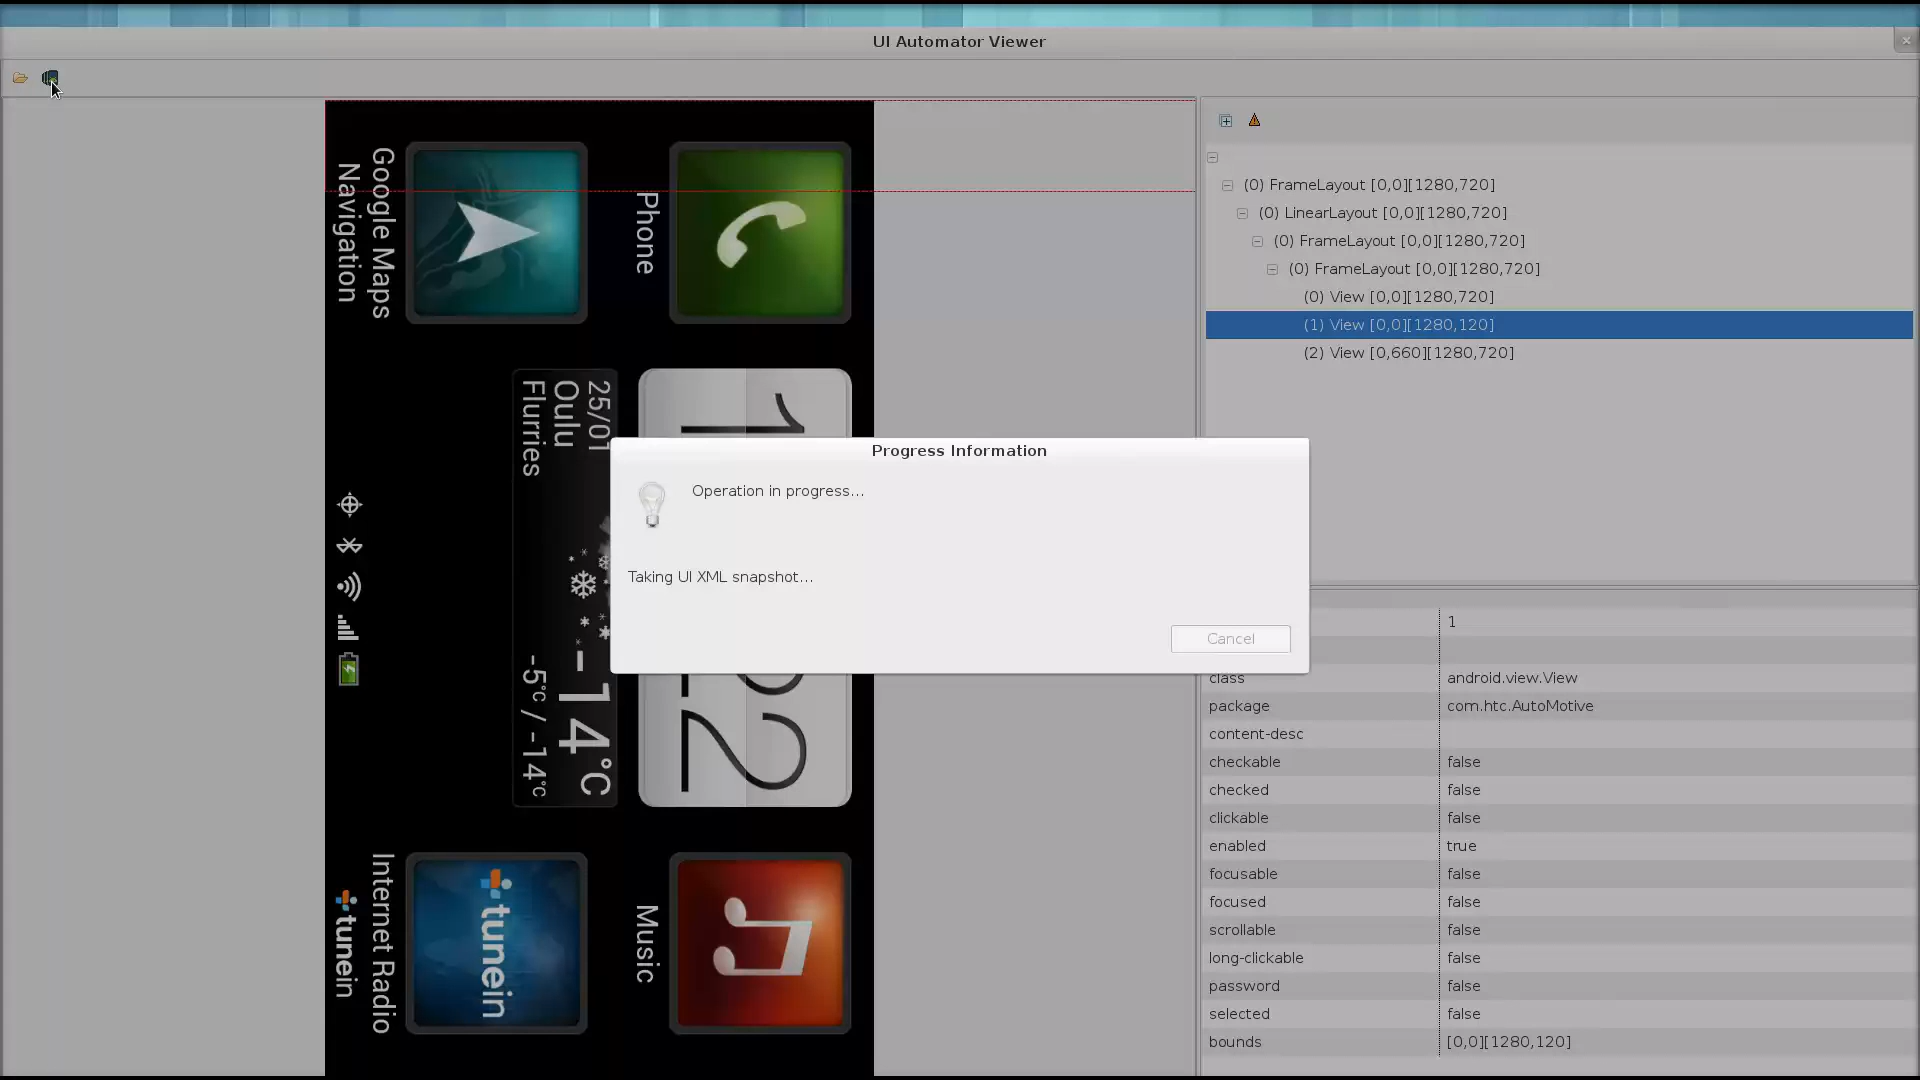 UI Automator Viewer
Google Maps
Navigation
Phone
25/01
Oulu
Flurries
-14°C
-5°C / -14°C
Internet Radio
tunein
tunein
Music
(0) FrameLayout [0,0][1280,720]
(0) LinearLayout [0,0][1280,720]
(0) FrameLayout [0,0][1280,720]
(0) FrameLayout [0,0][1280,720]
(0) View [0,0][1280,720]
(1) View [0,0][1280,120]
(2) View [0,660][1280,720]
Progress Information
Operation in progress...
Taking UI XML snapshot...
Cancel
1
class android.view.View
package com.htc.AutoMotive
content-desc
checkable false
checked false
clickable false
enabled true
focusable false
focused false
scrollable false
long-clickable false
password false
selected false
bounds [0,0][1280,120]